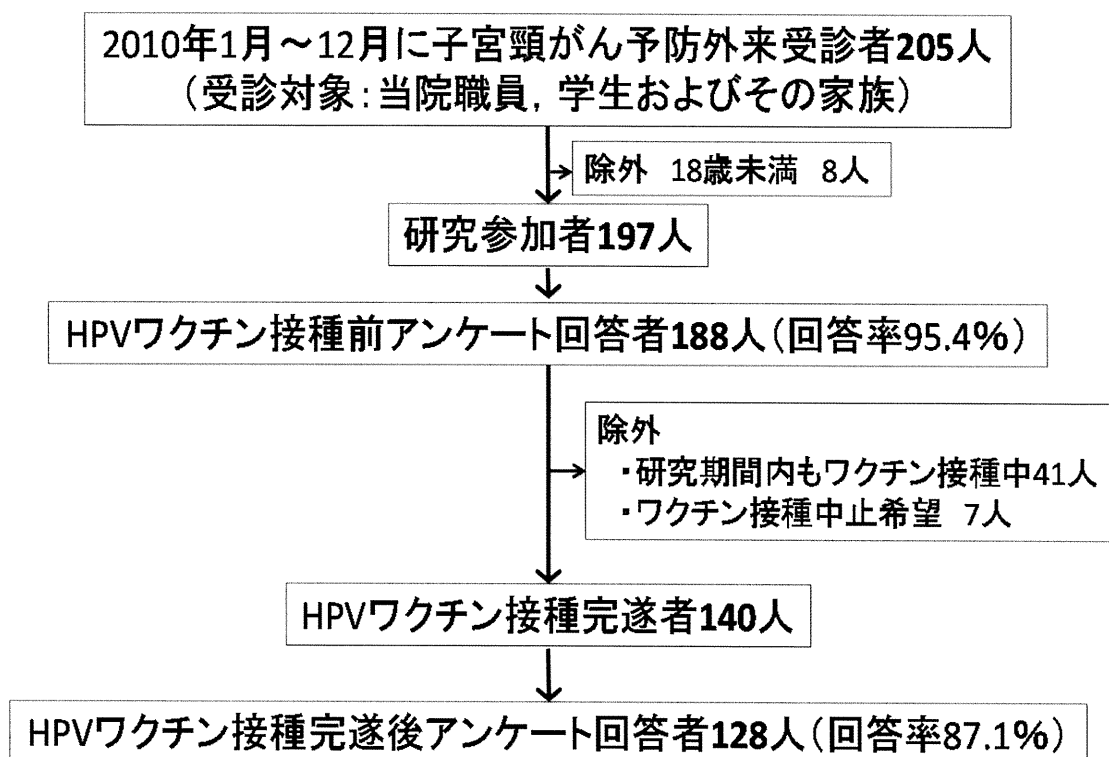 2010年1月～12月に子宮頸がん予防外来受診者205人
（受診対象：当院職員，学生およびその家族）
除外　18歳未満　8人
研究参加者197人
HPVワクチン接種前アンケート回答者188人（回答率95.4%）
除外
・研究期間内もワクチン接種中41人
・ワクチン接種中止希望　7人
HPVワクチン接種完遂者140人
HPVワクチン接種完遂後アンケート回答者128人（回答率87.1%）